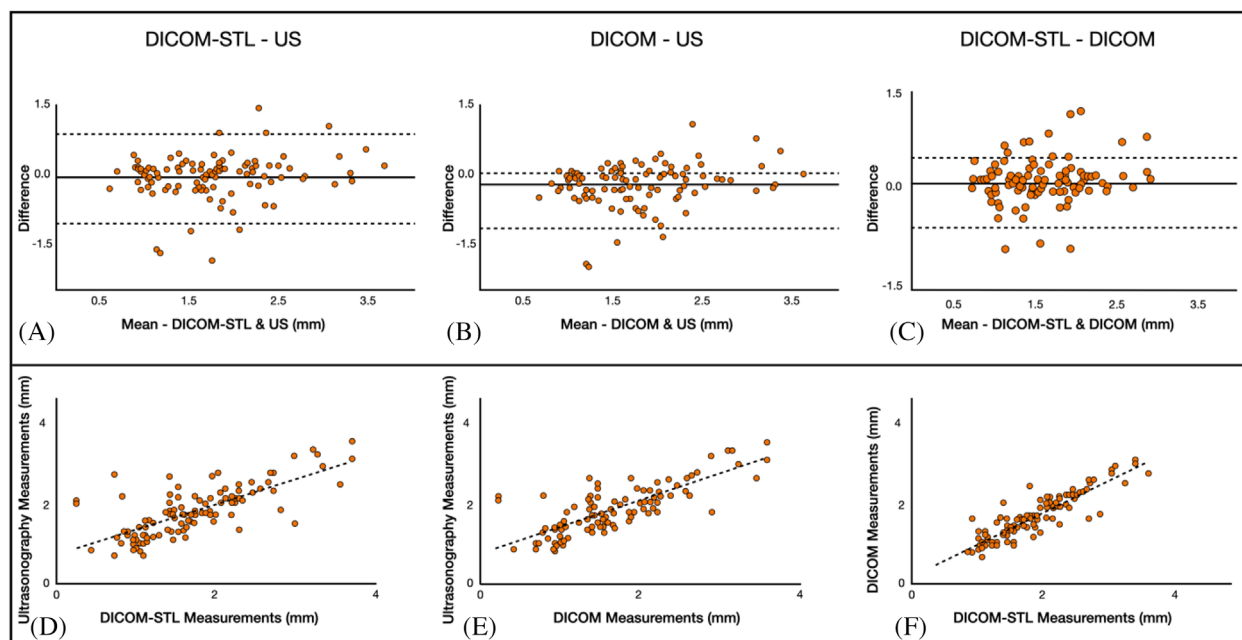 DICOM-STL - US
DICOM - US
DICOM-STL - DICOM
1.5
0.0
-1.5
Difference
0.5
1.5
2.5
3.5
Mean - DICOM-STL & US (mm)
(A)
1.5
0.0
-1.5
Difference
0.5
1.5
2.5
3.5
Mean - DICOM & US (mm)
(B)
1.5
0.0
-1.5
Difference
0.5
1.5
2.5
3.5
Mean - DICOM-STL & DICOM (mm)
(C)
Ultrasonography Measurements (mm)
4
2
0
2
4
DICOM-STL Measurements (mm)
(D)
Ultrasonography Measurements (mm)
4
2
0
2
4
DICOM Measurements (mm)
(E)
DICOM Measurements (mm)
4
2
0
2
4
DICOM-STL Measurements (mm)
(F)